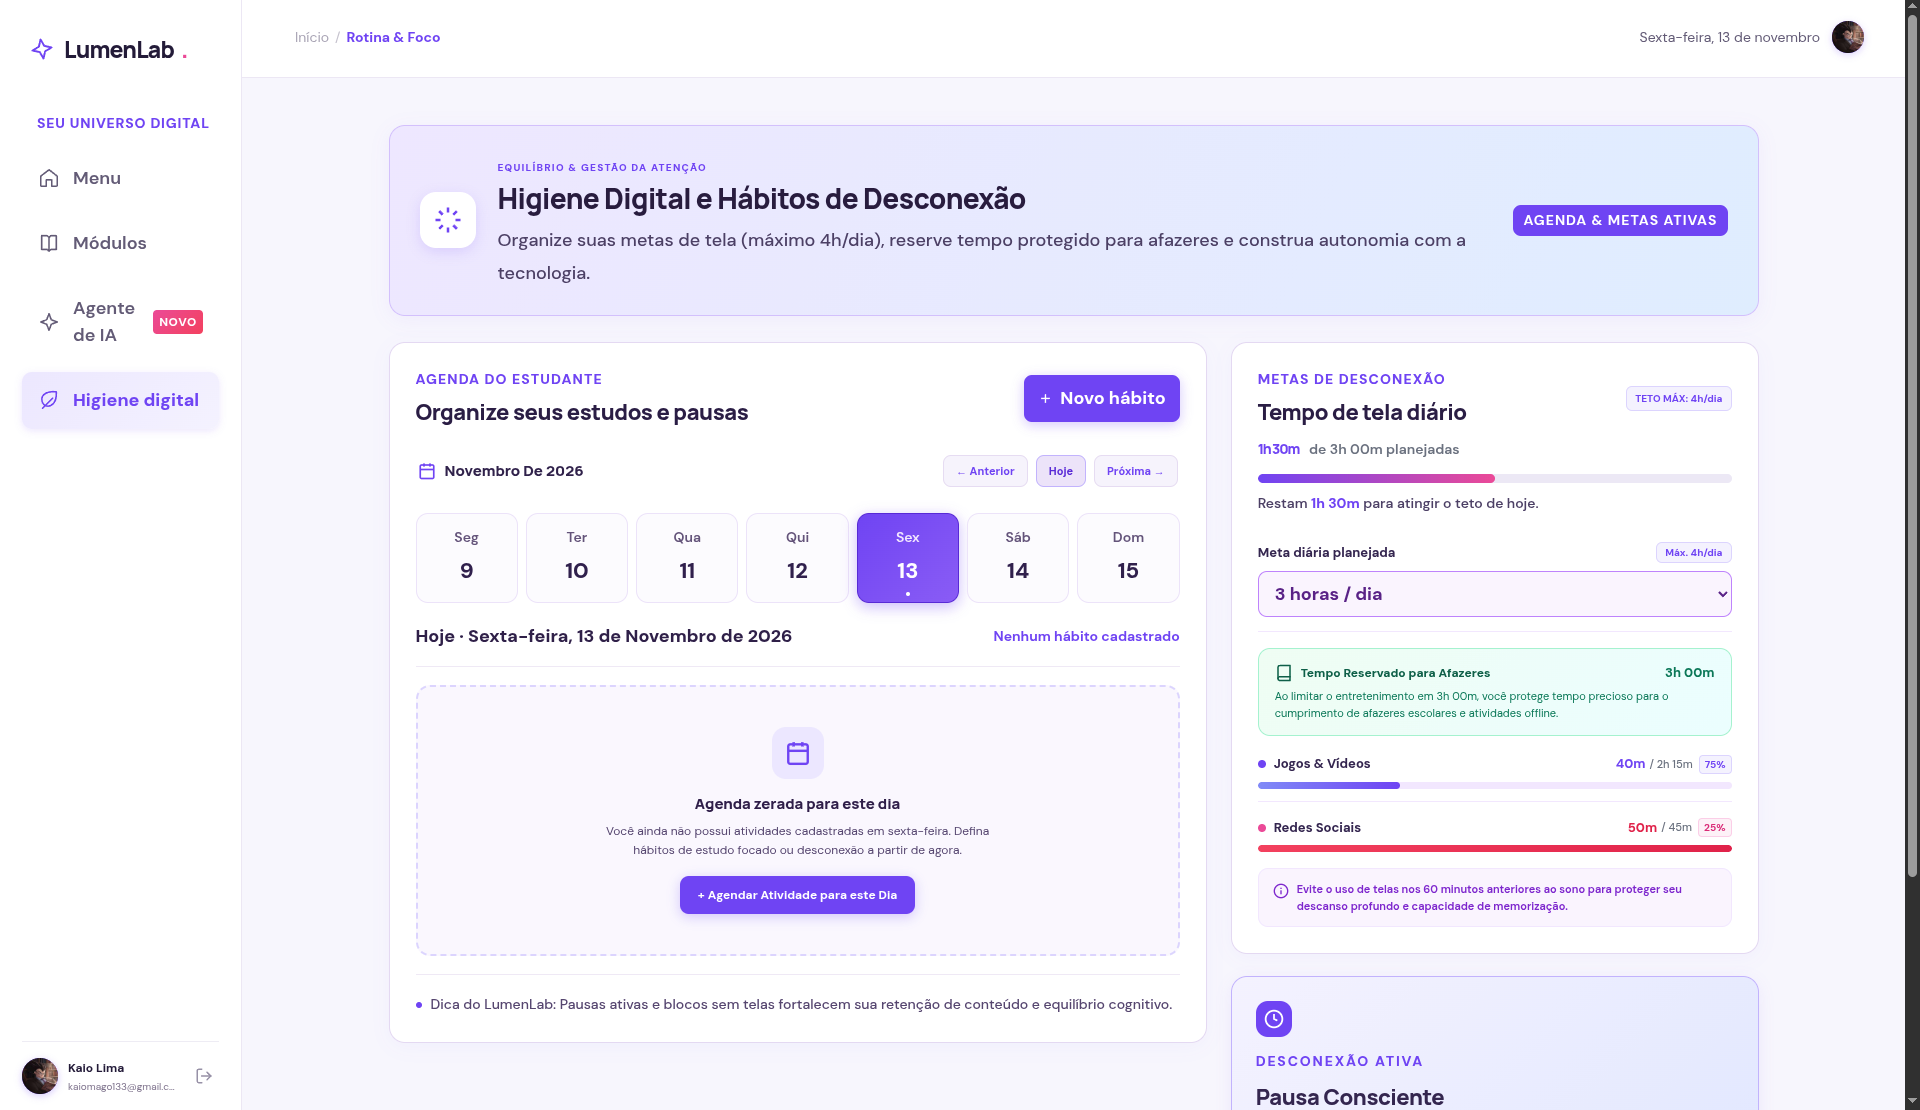 LumenLab .
SEU UNIVERSO DIGITAL
Menu
Módulos
Agente
de IA
NOVO
Higiene digital
Kaio Lima
kaiomago133@gmail.c...
Início / Rotina & Foco
Sexta-feira, 13 de novembro
EQUILÍBRIO & GESTÃO DA ATENÇÃO
Higiene Digital e Hábitos de Desconexão
Organize suas metas de tela (máximo 4h/dia), reserve tempo protegido para afazeres e construa autonomia com a
tecnologia.
AGENDA & METAS ATIVAS
AGENDA DO ESTUDANTE
Organize seus estudos e pausas
+ Novo hábito
Novembro De 2026
← Anterior
Hoje
Próxima →
Seg
9
Ter
10
Qua
11
Qui
12
Sex
13
Sáb
14
Dom
15
Hoje · Sexta-feira, 13 de Novembro de 2026
Nenhum hábito cadastrado
Agenda zerada para este dia
Você ainda não possui atividades cadastradas em sexta-feira. Defina
hábitos de estudo focado ou desconexão a partir de agora.
+ Agendar Atividade para este Dia
Dica do LumenLab: Pausas ativas e blocos sem telas fortalecem sua retenção de conteúdo e equilíbrio cognitivo.
METAS DE DESCONEXÃO
Tempo de tela diário
TETO MÁX: 4h/dia
1h30m de 3h 00m planejadas
Restam 1h 30m para atingir o teto de hoje.
Meta diária planejada
Máx. 4h/dia
3 horas / dia
Tempo Reservado para Afazeres
3h 00m
Ao limitar o entretenimento em 3h 00m, você protege tempo precioso para o
cumprimento de afazeres escolares e atividades offline.
Jogos & Vídeos
40m / 2h 15m 75%
Redes Sociais
50m / 45m 25%
Evite o uso de telas nos 60 minutos anteriores ao sono para proteger seu
descanso profundo e capacidade de memorização.
DESCONEXÃO ATIVA
Pausa Consciente